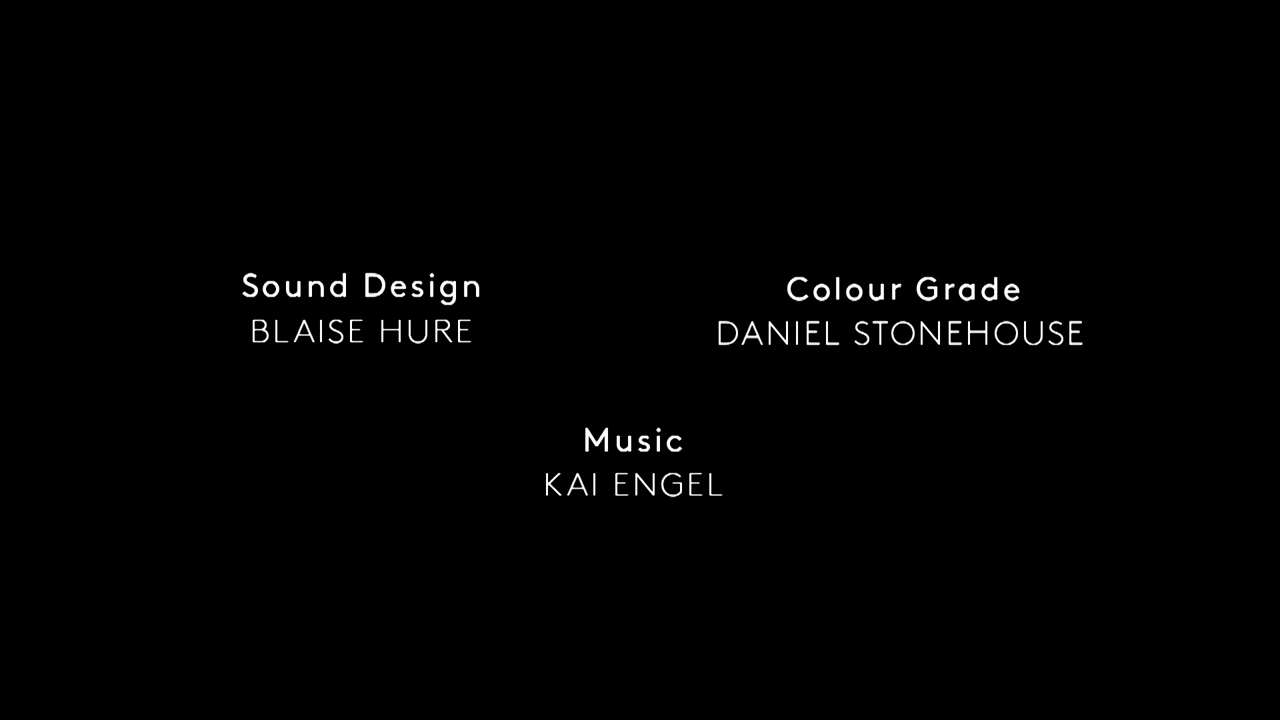 Sound Design
BLAISE HURE
Colour Grade
DANIEL STONEHOUSE
Music
KAI ENGEL